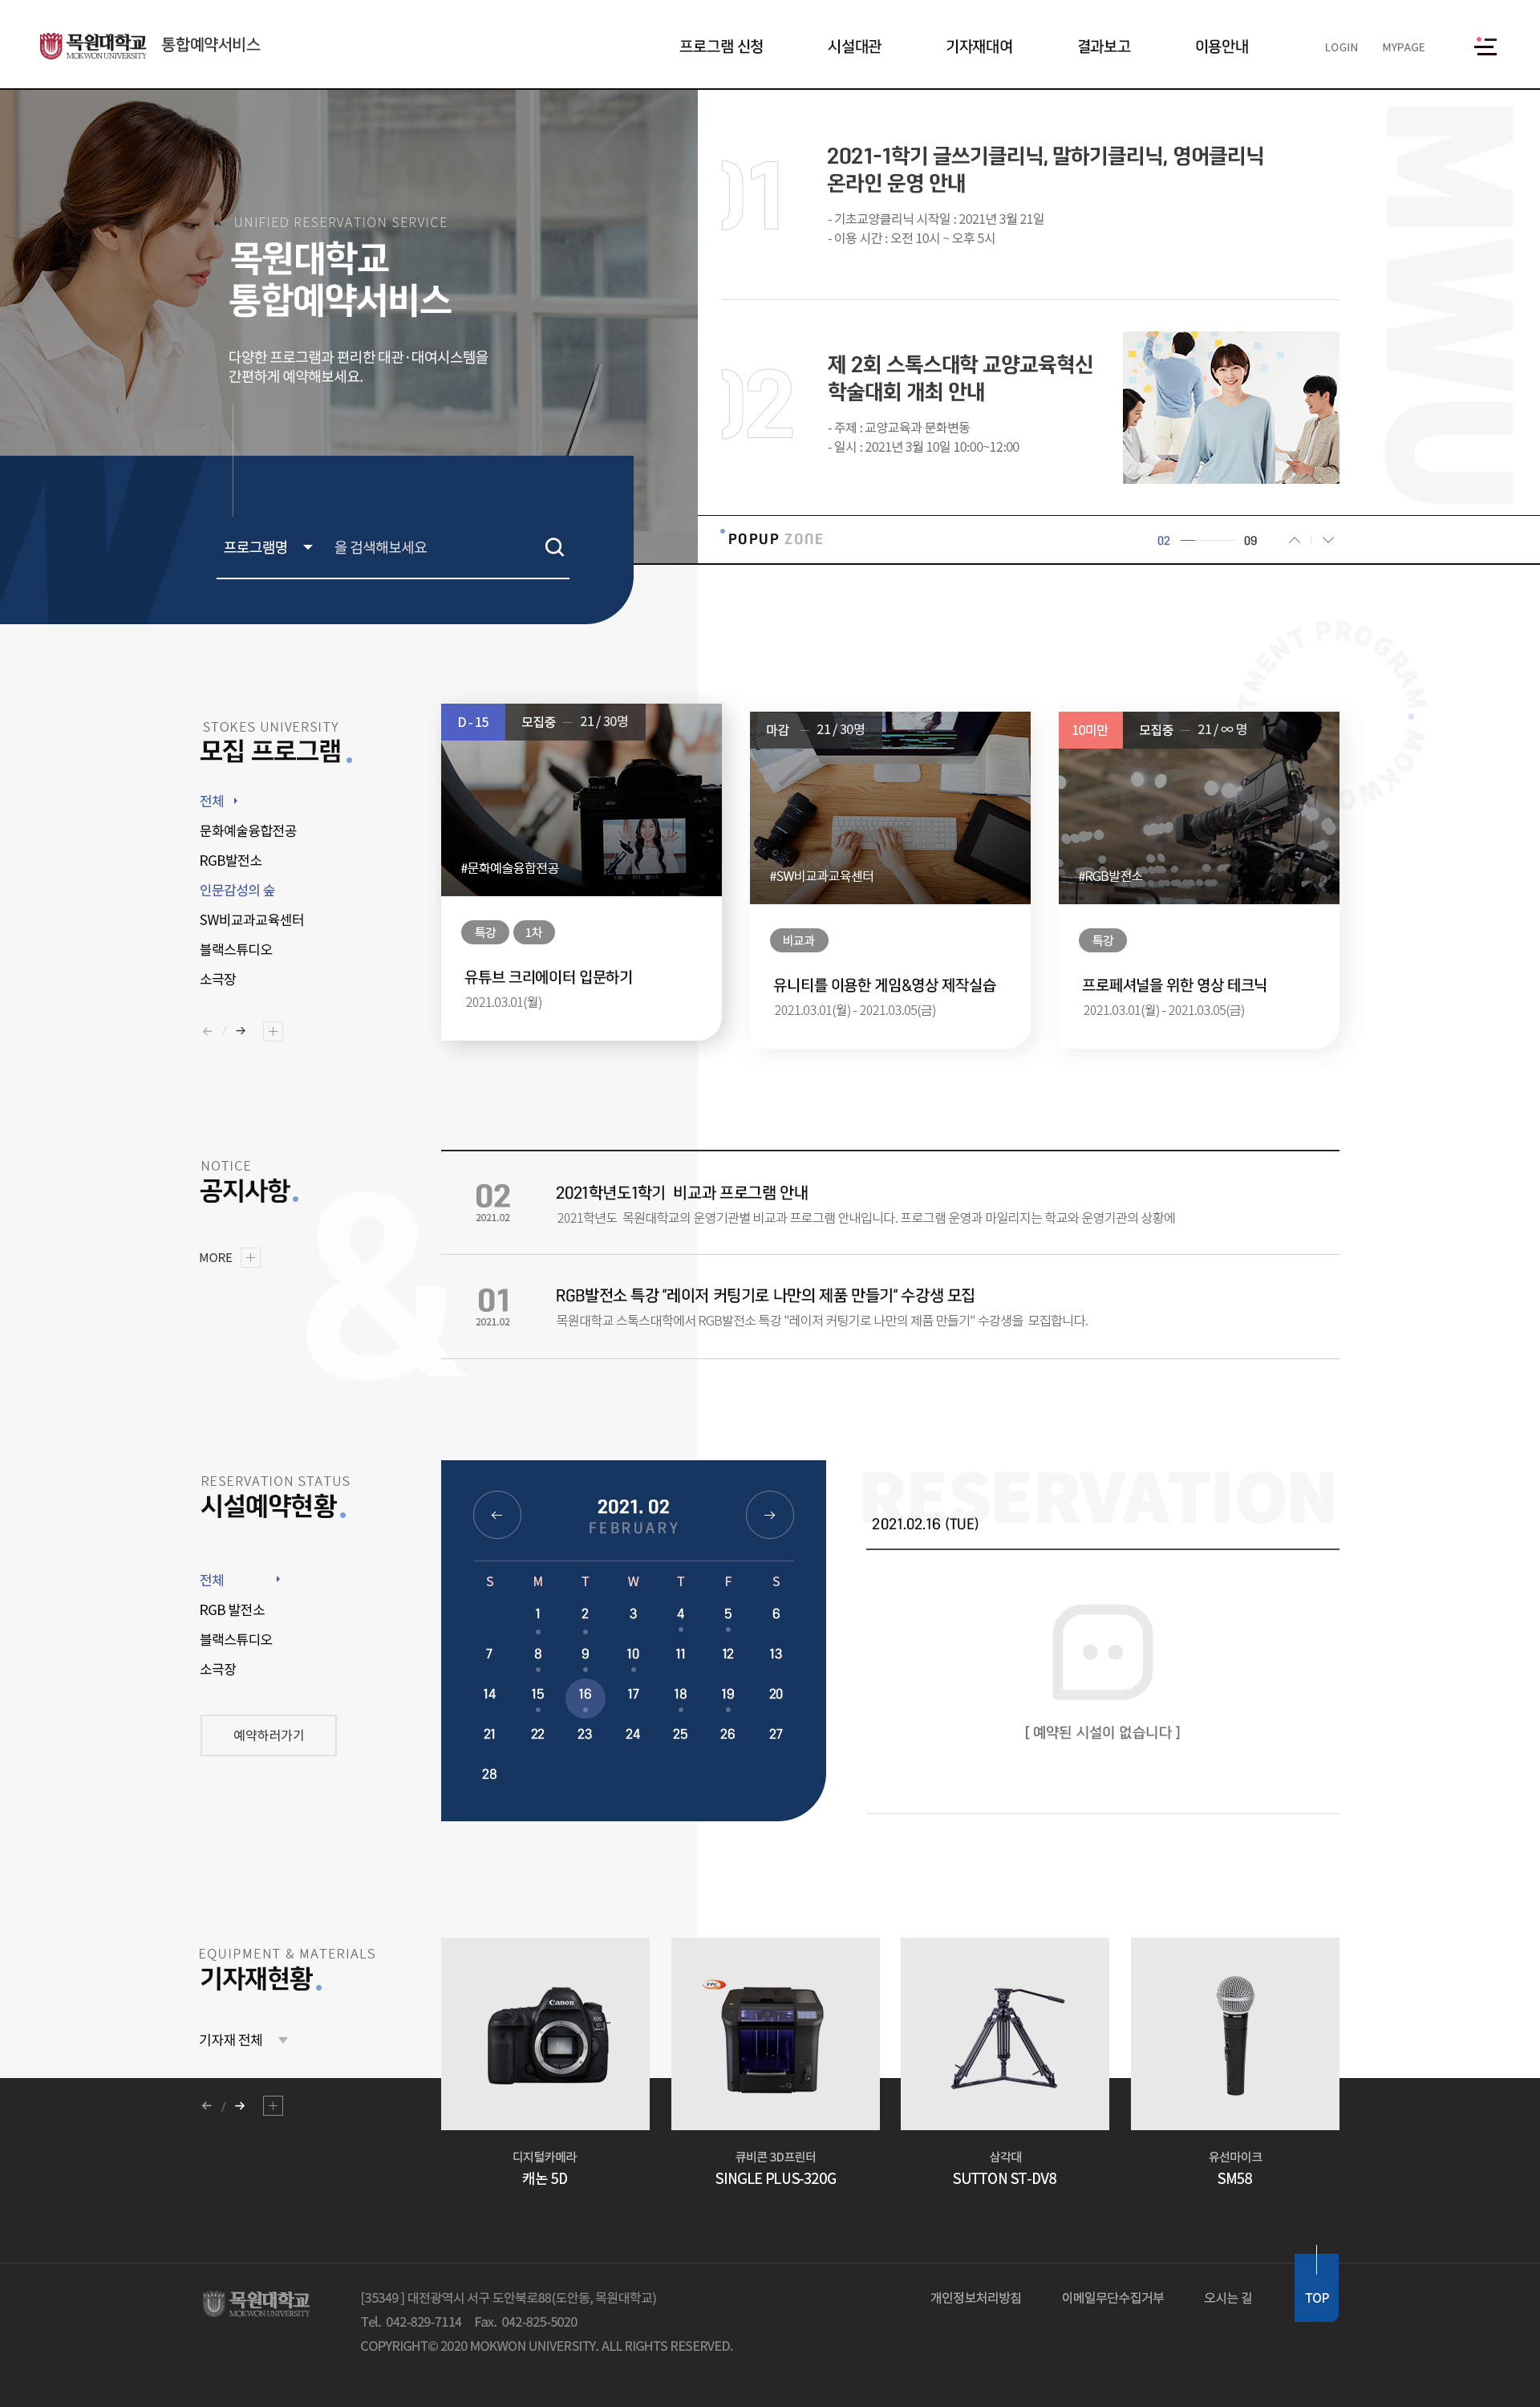 목원대학교 MOKWON UNIVERSITY 통합예약서비스
프로그램 신청 시설대관 기자재대여 결과보고 이용안내 LOGIN MYPAGE
UNIFIED RESERVATION SERVICE
목원대학교
통합예약서비스
다양한 프로그램과 편리한 대관·대여시스템을
간편하게 예약해보세요.
프로그램명 을 검색해보세요
01
2021-1학기 글쓰기클리닉, 말하기클리닉, 영어클리닉
온라인 운영 안내
- 기초교양클리닉 시작일 : 2021년 3월 21일
- 이용 시간 : 오전 10시 ~ 오후 5시
02
제 2회 스톡스대학 교양교육혁신
학술대회 개최 안내
- 주제 : 교양교육과 문화변동
- 일시 : 2021년 3월 10일 10:00~12:00
MWU
POPUP ZONE
02 09
STOKES UNIVERSITY
모집 프로그램
전체
문화예술융합전공
RGB발전소
인문감성의 숲
SW비교과교육센터
블랙스튜디오
소극장
/
TMENT PROGRAM MOKWO
D - 15 모집중 21 / 30명
#문화예술융합전공
특강 1차
유튜브 크리에이터 입문하기
2021.03.01(월)
마감 21 / 30명
#SW비교과교육센터
비교과
유니티를 이용한 게임&영상 제작실습
2021.03.01(월) - 2021.03.05(금)
10미만 모집중 21 / ∞ 명
#RGB발전소
특강
프로페셔널을 위한 영상 테크닉
2021.03.01(월) - 2021.03.05(금)
NOTICE
공지사항
MORE
&
02
2021.02
2021학년도1학기 비교과 프로그램 안내
2021학년도 목원대학교의 운영기관별 비교과 프로그램 안내입니다. 프로그램 운영과 마일리지는 학교와 운영기관의 상황에
01
2021.02
RGB발전소 특강 "레이저 커팅기로 나만의 제품 만들기" 수강생 모집
목원대학교 스톡스대학에서 RGB발전소 특강 "레이저 커팅기로 나만의 제품 만들기" 수강생을 모집합니다.
RESERVATION STATUS
시설예약현황
전체
RGB 발전소
블랙스튜디오
소극장
예약하러가기
2021. 02
FEBRUARY
S M T W T F S
1 2 3 4 5 6
7 8 9 10 11 12 13
14 15 16 17 18 19 20
21 22 23 24 25 26 27
28
RESERVATION
2021.02.16 (TUE)
[ 예약된 시설이 없습니다 ]
EQUIPMENT & MATERIALS
기자재현황
기자재 전체
/
Canon
TPC
디지털카메라
캐논 5D
큐비콘 3D프린터
SINGLE PLUS-320G
삼각대
SUTTON ST-DV8
유선마이크
SM58
목원대학교 MOKWON UNIVERSITY
[35349 ] 대전광역시 서구 도안북로88(도안동, 목원대학교)
Tel. 042-829-7114 Fax. 042-825-5020
COPYRIGHT© 2020 MOKWON UNIVERSITY. ALL RIGHTS RESERVED.
개인정보처리방침 이메일무단수집거부 오시는 길
TOP